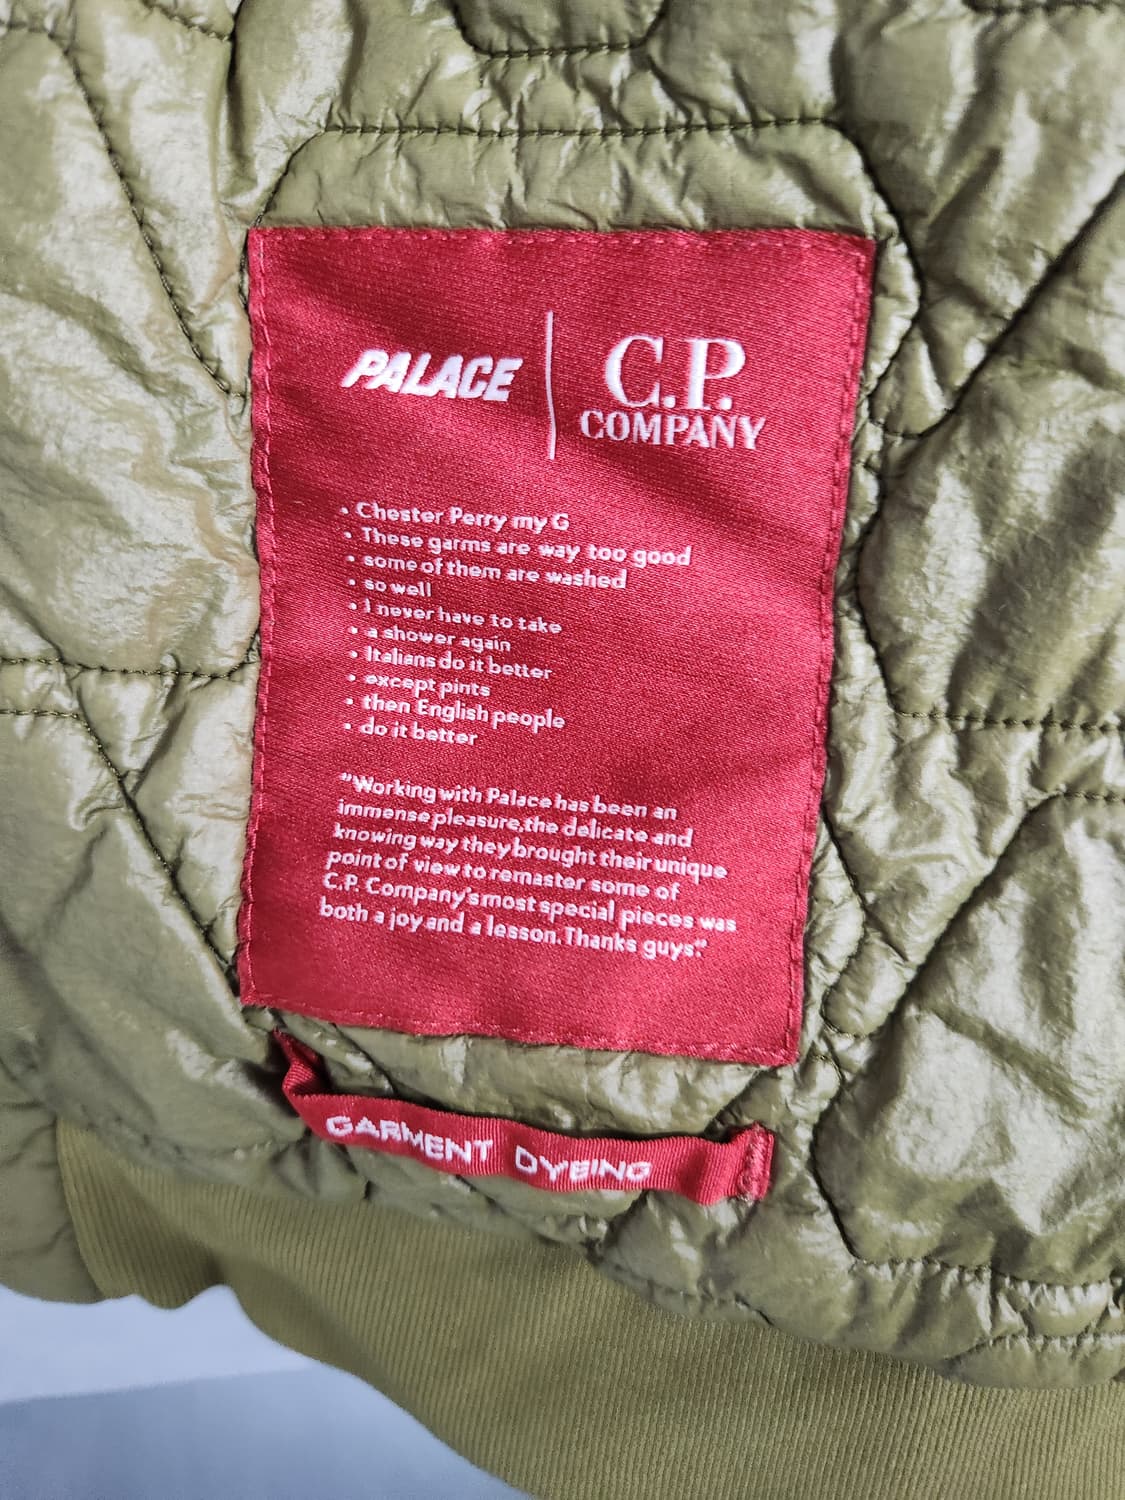 PALACE
C.P.
COMPANY
• Chester Perry my G
• These garms are way too good
• some of them are washed
• so well
• I never have to take
• a shower again
• Italians do it better
• except pints
• then English people
• do it better
"Working with Palace has been an
immense pleasure, the delicate and
knowing way they brought their unique
point of view to remaster some of
C.P. Company's most special pieces was
both a joy and a lesson. Thanks guys."
GARMENT DYEING